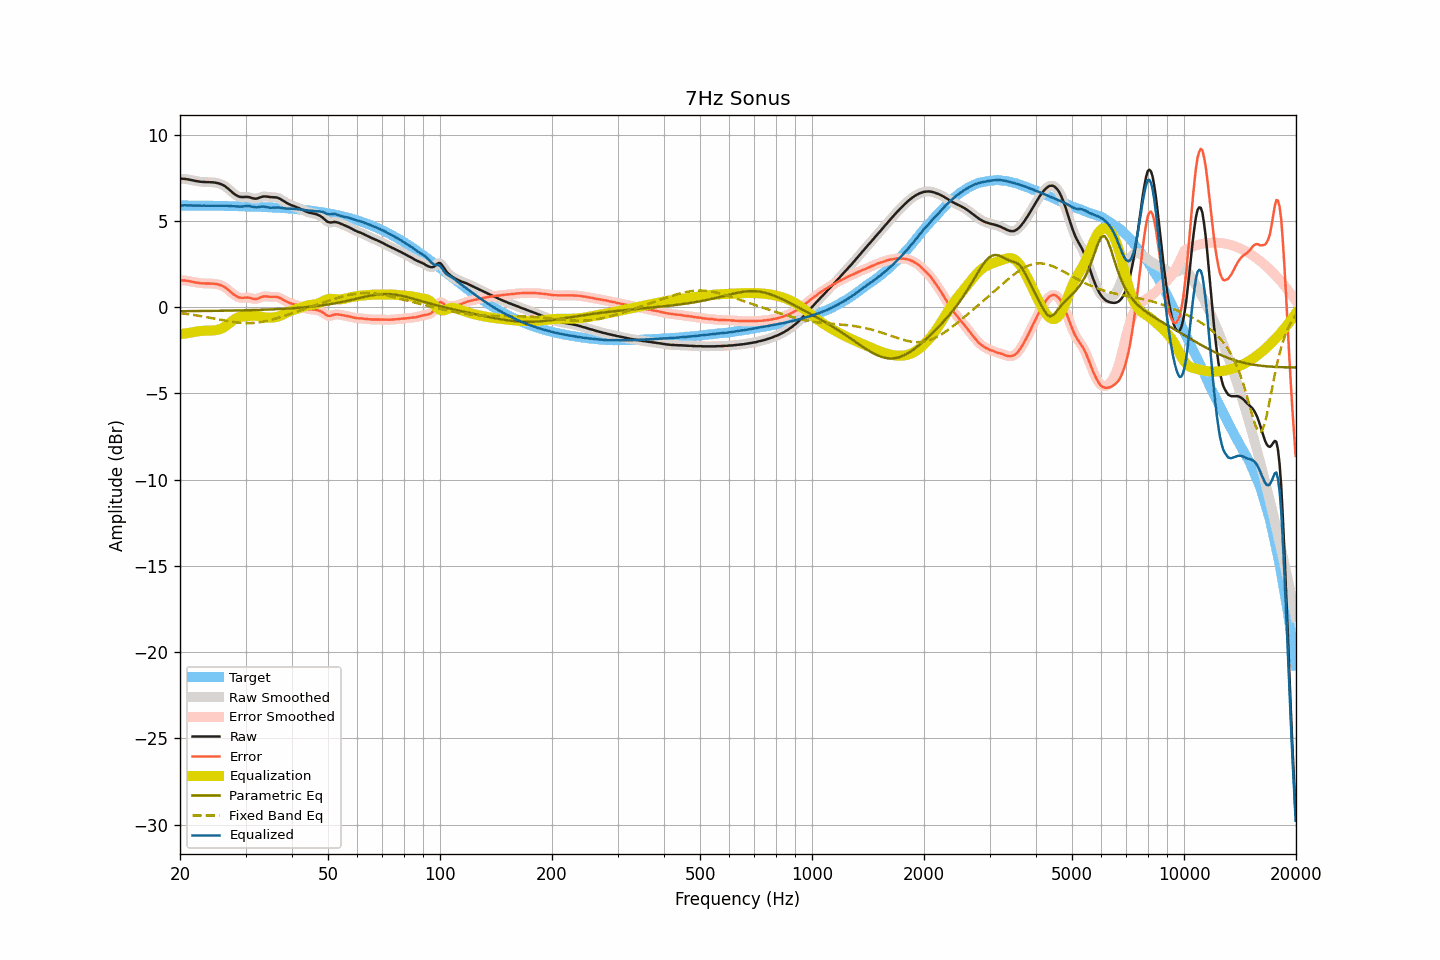 7Hz Sonus
10
5
0
−5
−10
−15
−20
−25
−30
Amplitude (dBr)
Target
Raw Smoothed
Error Smoothed
Raw
Error
Equalization
Parametric Eq
Fixed Band Eq
Equalized
20 50 100 200 500 1000 2000 5000 10000 20000
Frequency (Hz)